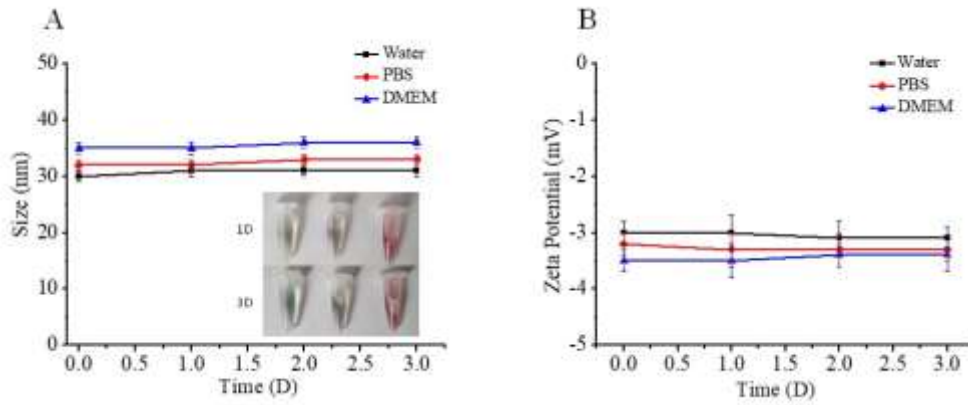 A
Water
PBS
DMEM
50
40
30
20
10
0
Size (nm)
1D
3D
0.0 0.5 1.0 1.5 2.0 2.5 3.0
Time (D)
B
Water
PBS
DMEM
0
-1
-2
-3
-4
-5
Zeta Potential (mV)
0.0 0.5 1.0 1.5 2.0 2.5 3.0
Time (D)